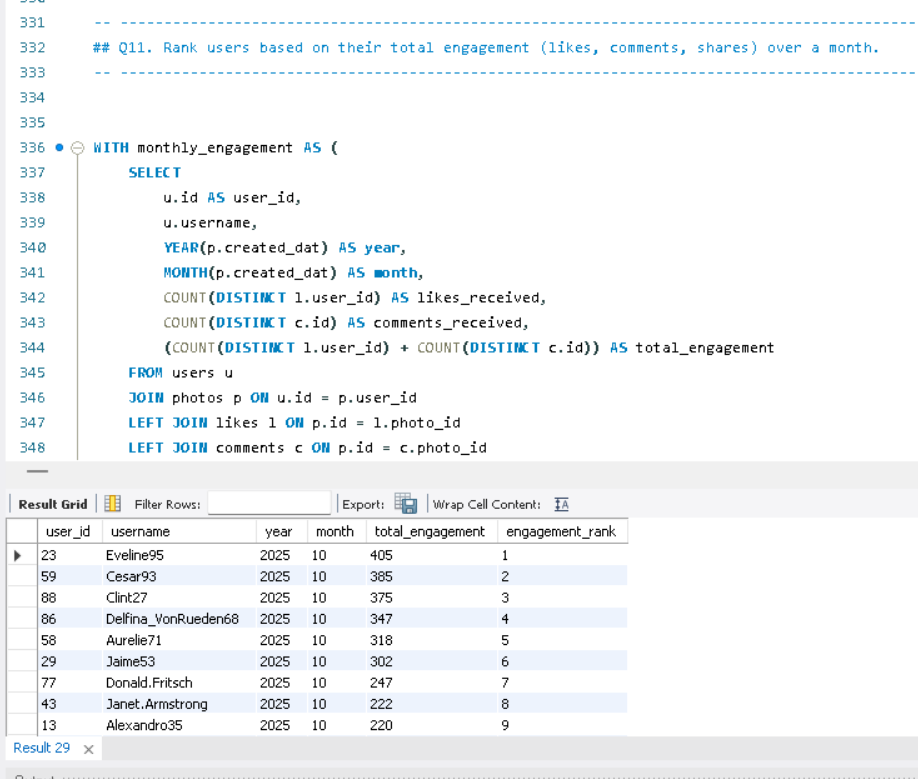 331 -- ------------------------------------------------------------------------------------------
332 ## Q11. Rank users based on their total engagement (likes, comments, shares) over a month.
333 -- ------------------------------------------------------------------------------------------
334
335
336 WITH monthly_engagement AS (
337 SELECT
338 u.id AS user_id,
339 u.username,
340 YEAR(p.created_dat) AS year,
341 MONTH(p.created_dat) AS month,
342 COUNT(DISTINCT l.user_id) AS likes_received,
343 COUNT(DISTINCT c.id) AS comments_received,
344 (COUNT(DISTINCT l.user_id) + COUNT(DISTINCT c.id)) AS total_engagement
345 FROM users u
346 JOIN photos p ON u.id = p.user_id
347 LEFT JOIN likes l ON p.id = l.photo_id
348 LEFT JOIN comments c ON p.id = c.photo_id
Result Grid Filter Rows: Export: Wrap Cell Content:
user_id username year month total_engagement engagement_rank
23 Eveline95 2025 10 405 1
59 Cesar93 2025 10 385 2
88 Clint27 2025 10 375 3
86 Delfina_VonRueden68 2025 10 347 4
58 Aurelie71 2025 10 318 5
29 Jaime53 2025 10 302 6
77 Donald.Fritsch 2025 10 247 7
43 Janet.Armstrong 2025 10 222 8
13 Alexandro35 2025 10 220 9
Result 29 ×